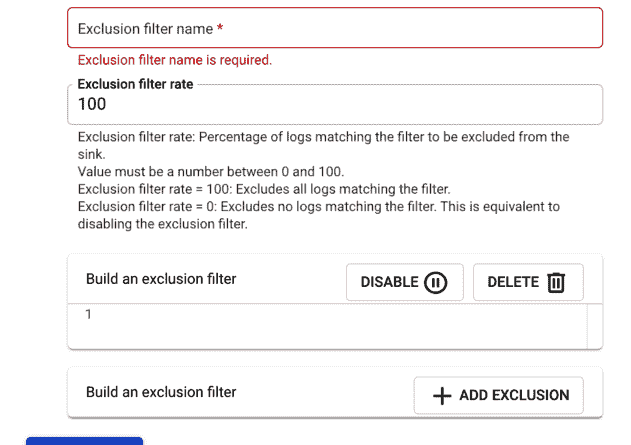 Exclusion filter name *
Exclusion filter name is required.
Exclusion filter rate
100
Exclusion filter rate: Percentage of logs matching the filter to be excluded from the
sink.
Value must be a number between 0 and 100.
Exclusion filter rate = 100: Excludes all logs matching the filter.
Exclusion filter rate = 0: Excludes no logs matching the filter. This is equivalent to
disabling the exclusion filter.
Build an exclusion filter
DISABLE
DELETE
1
Build an exclusion filter
ADD EXCLUSION